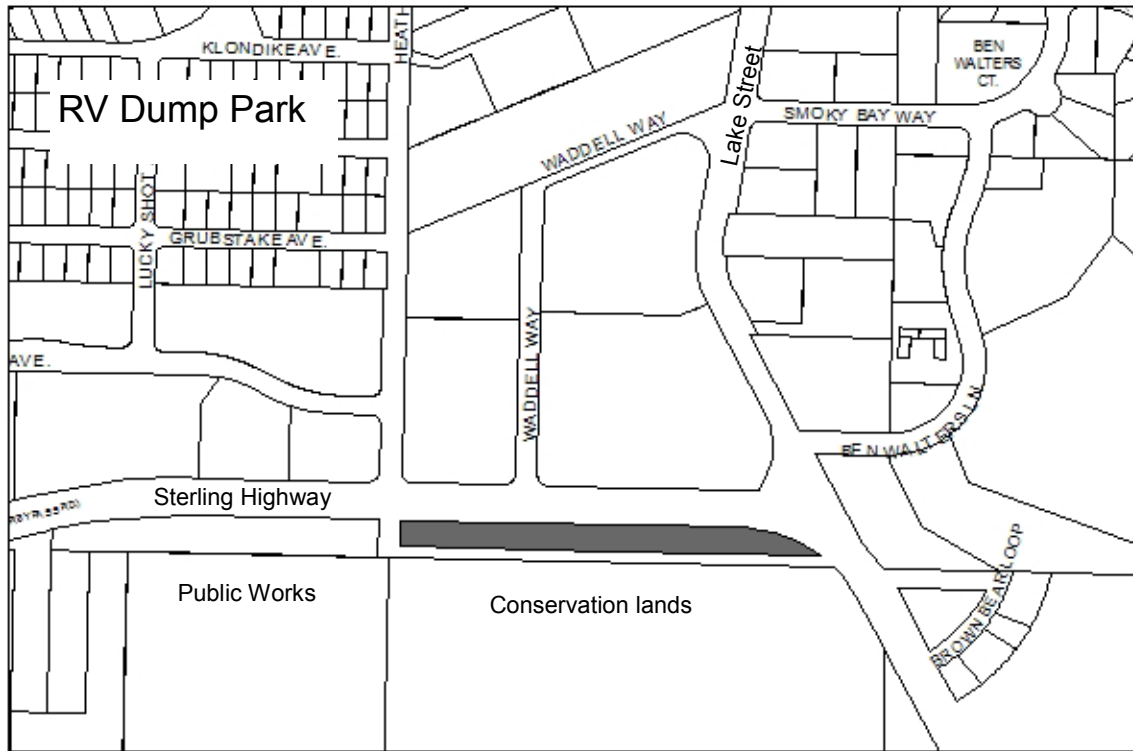 KLONDIKE AVE.
HEATH
BEN
WALTERS
CT.
RV Dump Park
Lake Street
SMOKY BAY WAY
WADDELL WAY
LUCKY SHOT
GRUBSTAKE AVE.
WADDELL WAY
AVE.
BEN WALTERS LN
Sterling Highway
BROWN BEAR LOOP
Public Works
Conservation lands